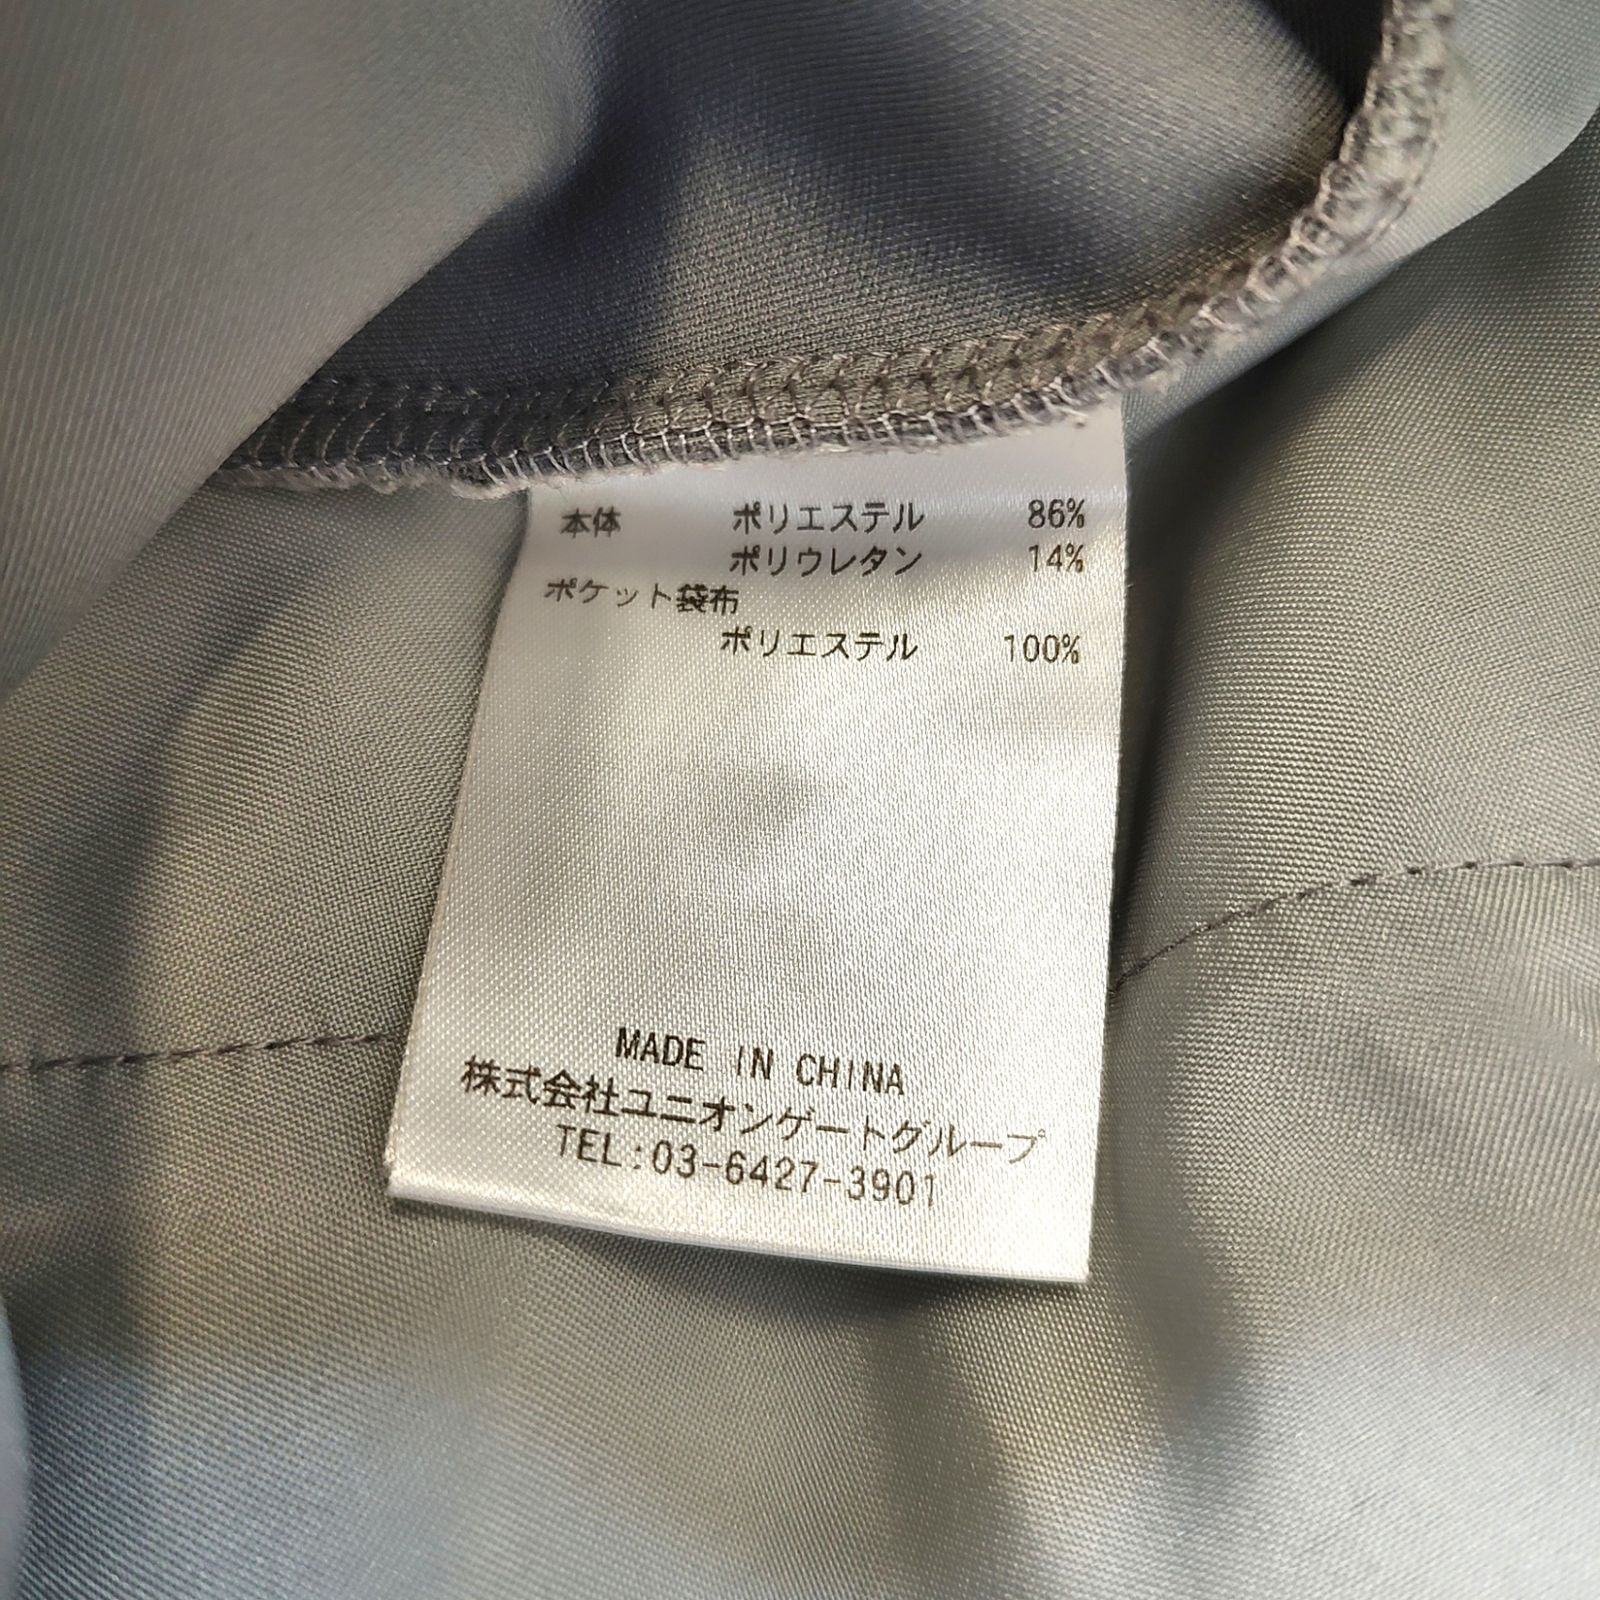 本体 ポリエステル 86%
ポリウレタン 14%
ポケット袋布
ポリエステル 100%
MADE IN CHINA
株式会社ユニオンゲートグループ
TEL:03-6427-3901